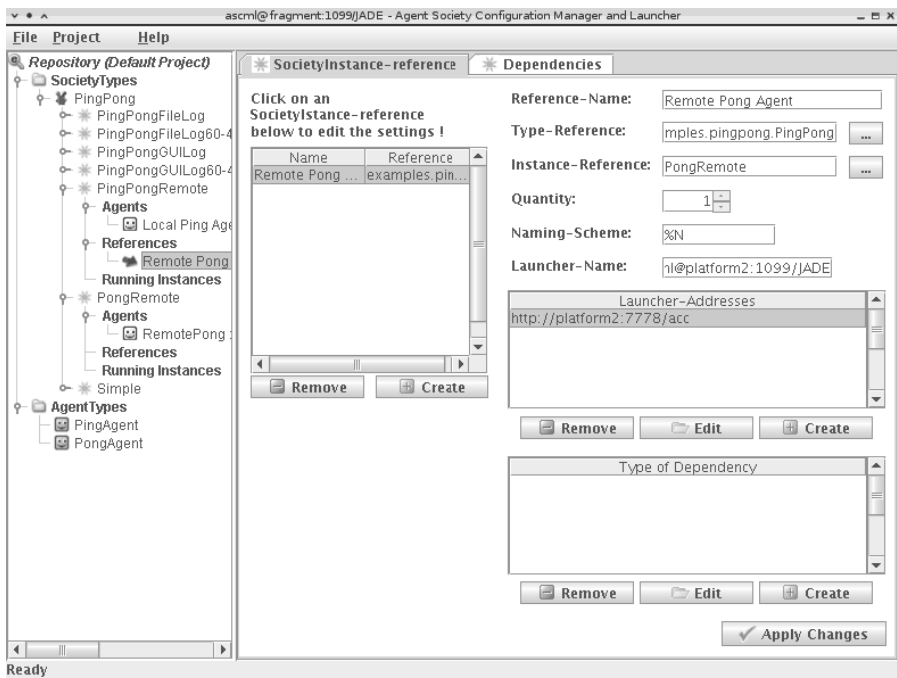 ascml@fragment:1099/JADE - Agent Society Configuration Manager and Launcher
File Project Help
Repository (Default Project)
SocietyTypes
PingPong
PingPongFileLog
PingPongFileLog60-4
PingPongGUILog
PingPongGUILog60-4
PingPongRemote
Agents
Local Ping Age
References
Remote Pong
Running Instances
PongRemote
Agents
RemotePong
References
Running Instances
Simple
AgentTypes
PingAgent
PongAgent
SocietyInstance-reference
Dependencies
Click on an
SocietyIstance-reference
below to edit the settings !
Name Reference
Remote Pong ... examples.pin...
Remove Create
Reference-Name: Remote Pong Agent
Type-Reference: mples.pingpong.PingPong ...
Instance-Reference: PongRemote ...
Quantity: 1
Naming-Scheme: %N
Launcher-Name: nl@platform2:1099/JADE
Launcher-Addresses
http://platform2:7778/acc
Remove Edit Create
Type of Dependency
Remove Edit Create
Apply Changes
Ready